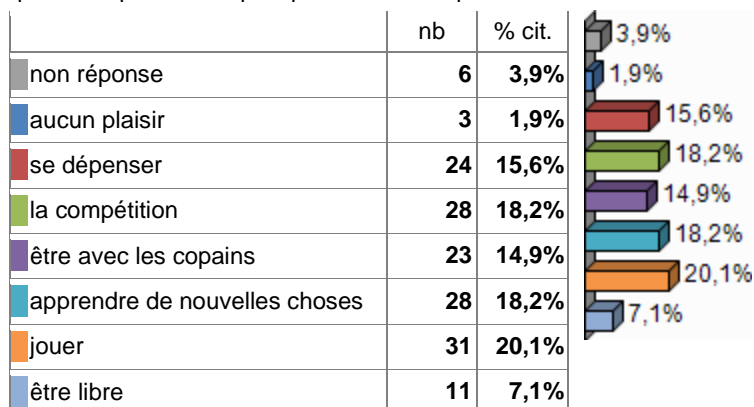 nb % cit.
non réponse 6 3,9%
aucun plaisir 3 1,9%
se dépenser 24 15,6%
la compétition 28 18,2%
être avec les copains 23 14,9%
apprendre de nouvelles choses 28 18,2%
jouer 31 20,1%
être libre 11 7,1%
3,9%
1,9%
15,6%
18,2%
14,9%
18,2%
20,1%
7,1%